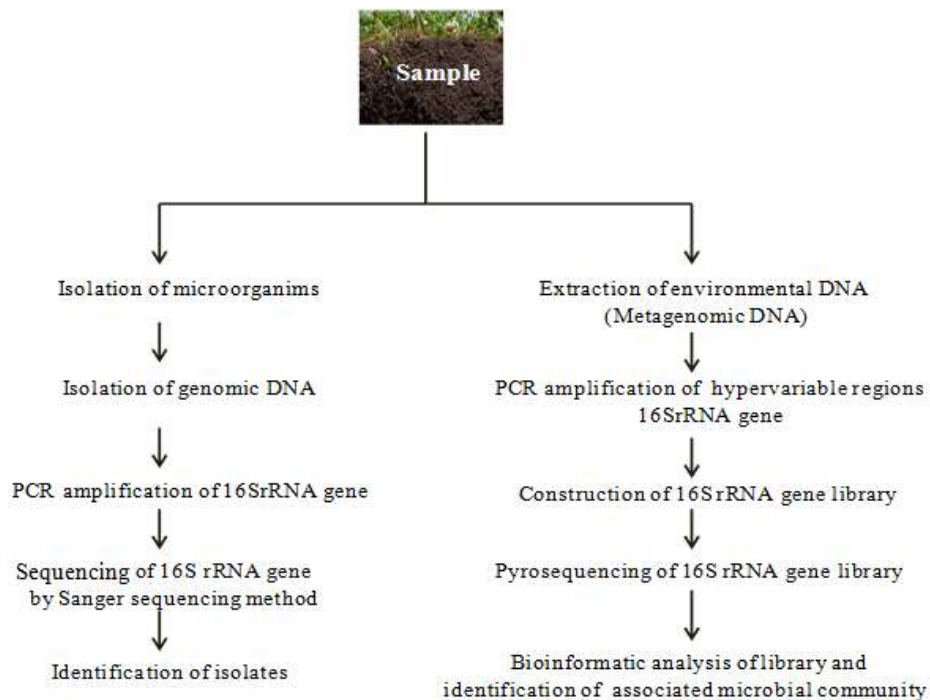 Sample
Isolation of microorganims
Isolation of genomic DNA
PCR amplification of 16SrRNA gene
Sequencing of 16S rRNA gene
by Sanger sequencing method
Identification of isolates
Extraction of environmental DNA
(Metagenomic DNA)
PCR amplification of hypervariable regions
16SrRNA gene
Construction of 16S rRNA gene library
Pyrosequencing of 16S rRNA gene library
Bioinformatic analysis of library and
identification of associated microbial community